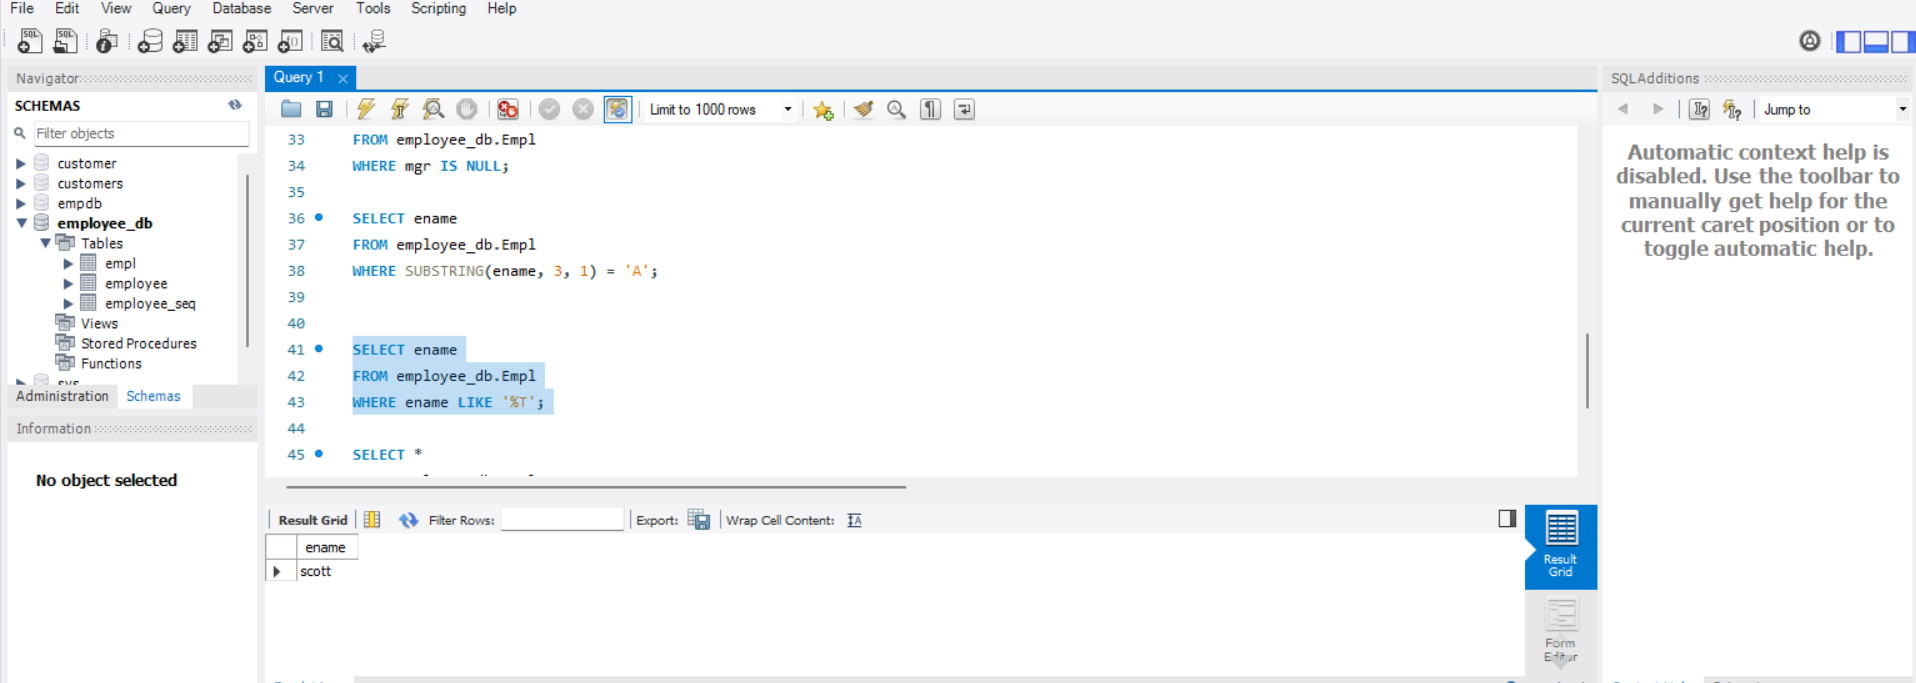 File Edit View Query Database Server Tools Scripting Help
Navigator
SCHEMAS
Filter objects
customer
customers
empdb
employee_db
Tables
empl
employee
employee_seq
Views
Stored Procedures
Functions
sys
Administration Schemas
Information
No object selected
Query 1
Limit to 1000 rows
33 FROM employee_db.Empl
34 WHERE mgr IS NULL;
35
36 SELECT ename
37 FROM employee_db.Empl
38 WHERE SUBSTRING(ename, 3, 1) = 'A';
39
40
41 SELECT ename
42 FROM employee_db.Empl
43 WHERE ename LIKE '%T';
44
45 SELECT *
Result Grid Filter Rows: Export: Wrap Cell Content:
ename
scott
Result
Grid
Form
Editor
SQLAdditions
Jump to
Automatic context help is
disabled. Use the toolbar to
manually get help for the
current caret position or to
toggle automatic help.